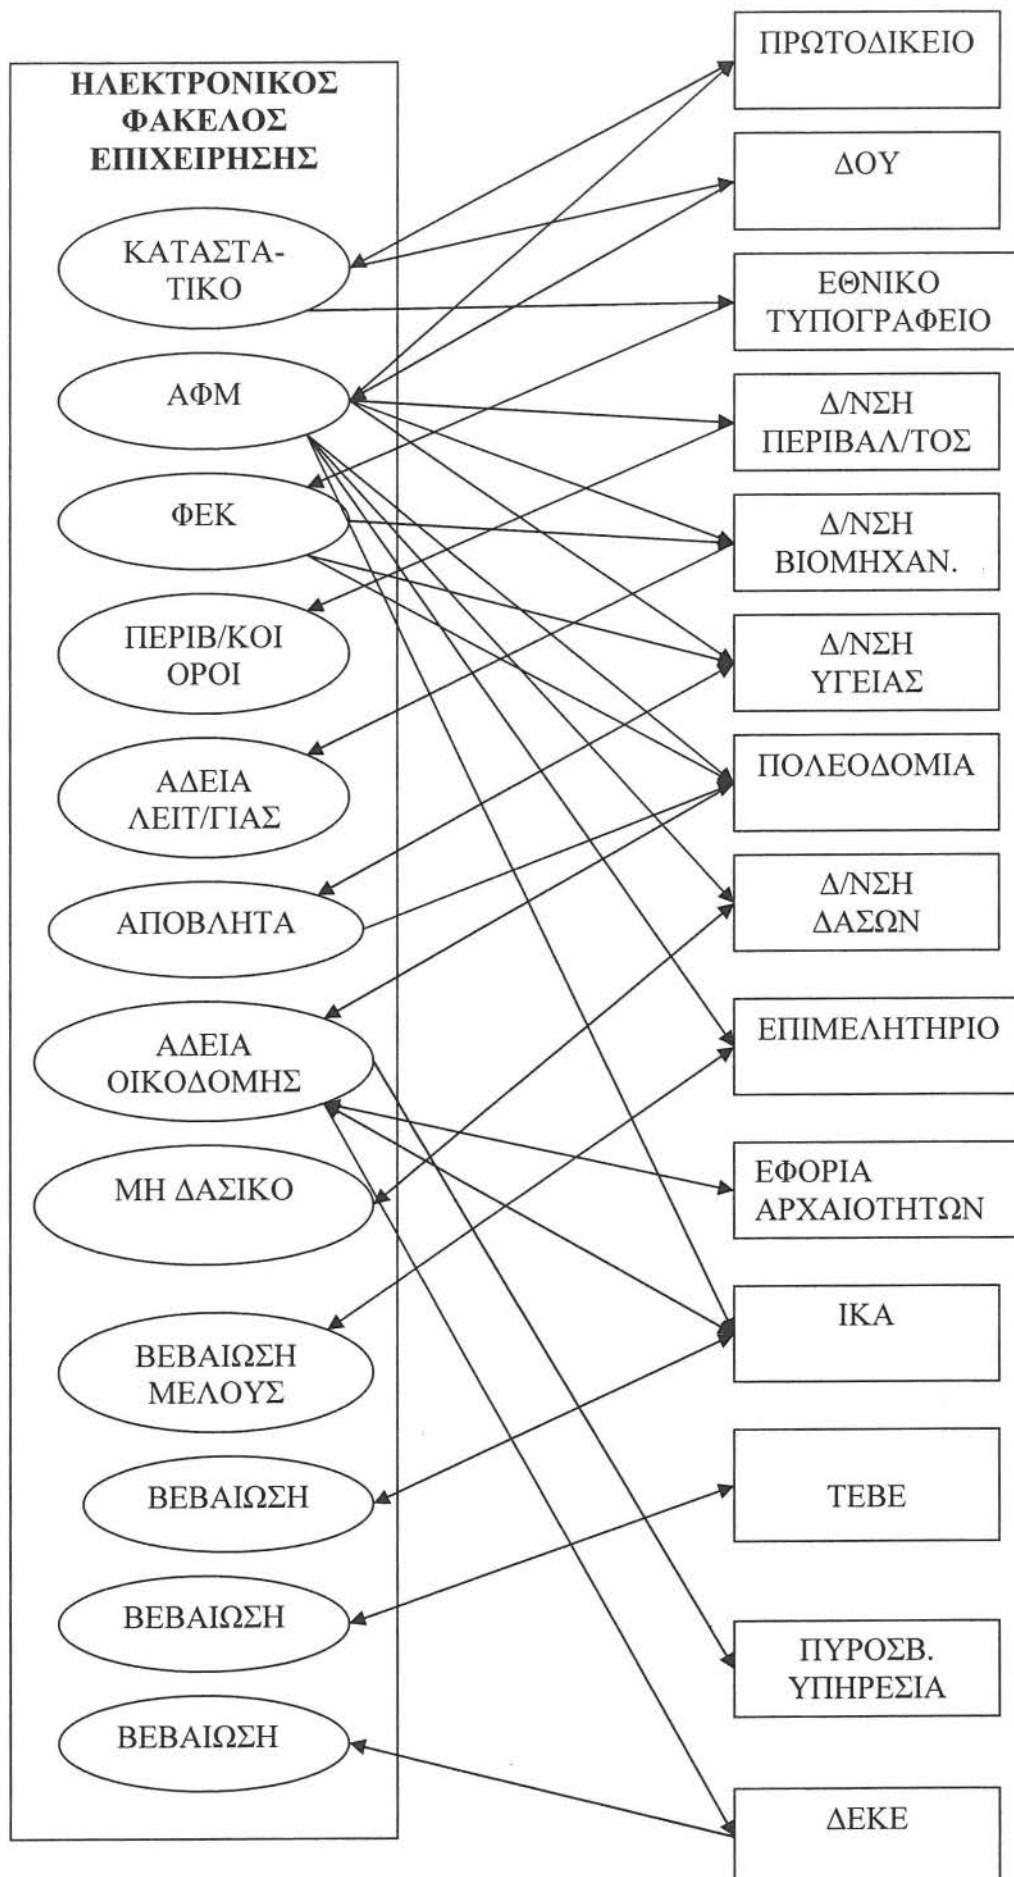 ΗΛΕΚΤΡΟΝΙΚΟΣ
ΦΑΚΕΛΟΣ
ΕΠΙΧΕΙΡΗΣΗΣ
ΚΑΤΑΣΤΑ-
ΤΙΚΟ
ΑΦΜ
ΦΕΚ
ΠΕΡΙΒ/ΚΟΙ
ΟΡΟΙ
ΑΔΕΙΑ
ΛΕΙΤ/ΓΙΑΣ
ΑΠΟΒΛΗΤΑ
ΑΔΕΙΑ
ΟΙΚΟΔΟΜΗΣ
ΜΗ ΔΑΣΙΚΟ
ΒΕΒΑΙΩΣΗ
ΜΕΛΟΥΣ
ΒΕΒΑΙΩΣΗ
ΒΕΒΑΙΩΣΗ
ΒΕΒΑΙΩΣΗ
ΠΡΩΤΟΔΙΚΕΙΟ
ΔΟΥ
ΕΘΝΙΚΟ
ΤΥΠΟΓΡΑΦΕΙΟ
Δ/ΝΣΗ
ΠΕΡΙΒΑΛ/ΤΟΣ
Δ/ΝΣΗ
ΒΙΟΜΗΧΑΝ.
Δ/ΝΣΗ
ΥΓΕΙΑΣ
ΠΟΛΕΟΔΟΜΙΑ
Δ/ΝΣΗ
ΔΑΣΩΝ
ΕΠΙΜΕΛΗΤΗΡΙΟ
ΕΦΟΡΙΑ
ΑΡΧΑΙΟΤΗΤΩΝ
ΙΚΑ
ΤΕΒΕ
ΠΥΡΟΣΒ.
ΥΠΗΡΕΣΙΑ
ΔΕΚΕ